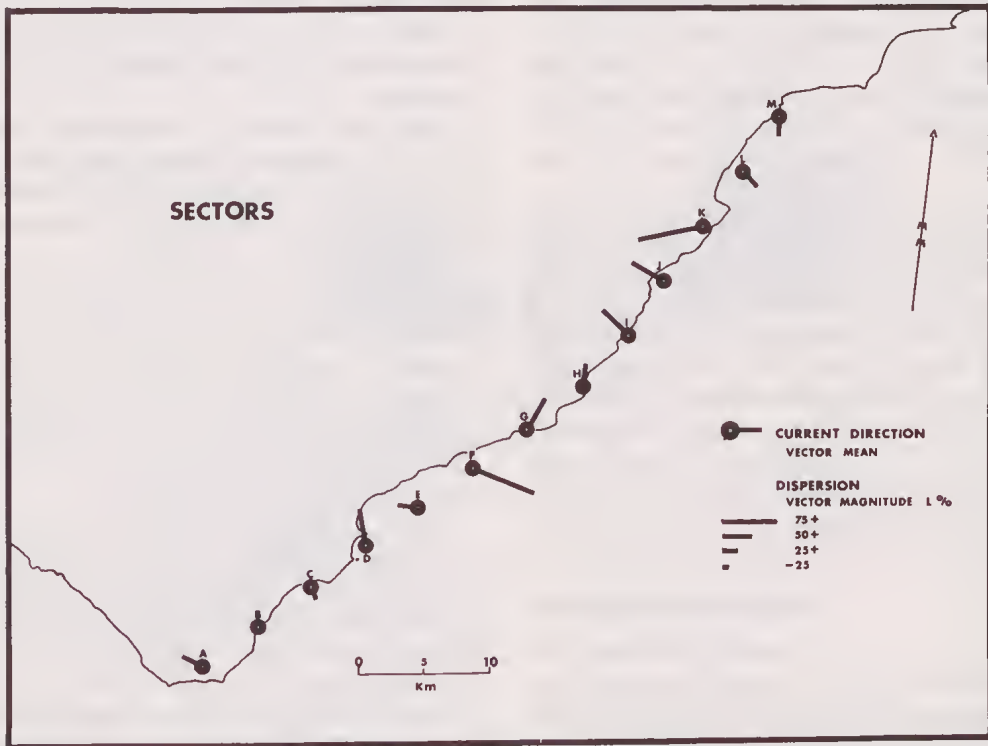 M
L
SECTORS
K
J
I
H
G
CURRENT DIRECTION
VECTOR MEAN
F
DISPERSION
VECTOR MAGNITUDE L %
E
75+
50+
25+
-25
D
C
B
A
0 5 10
Km